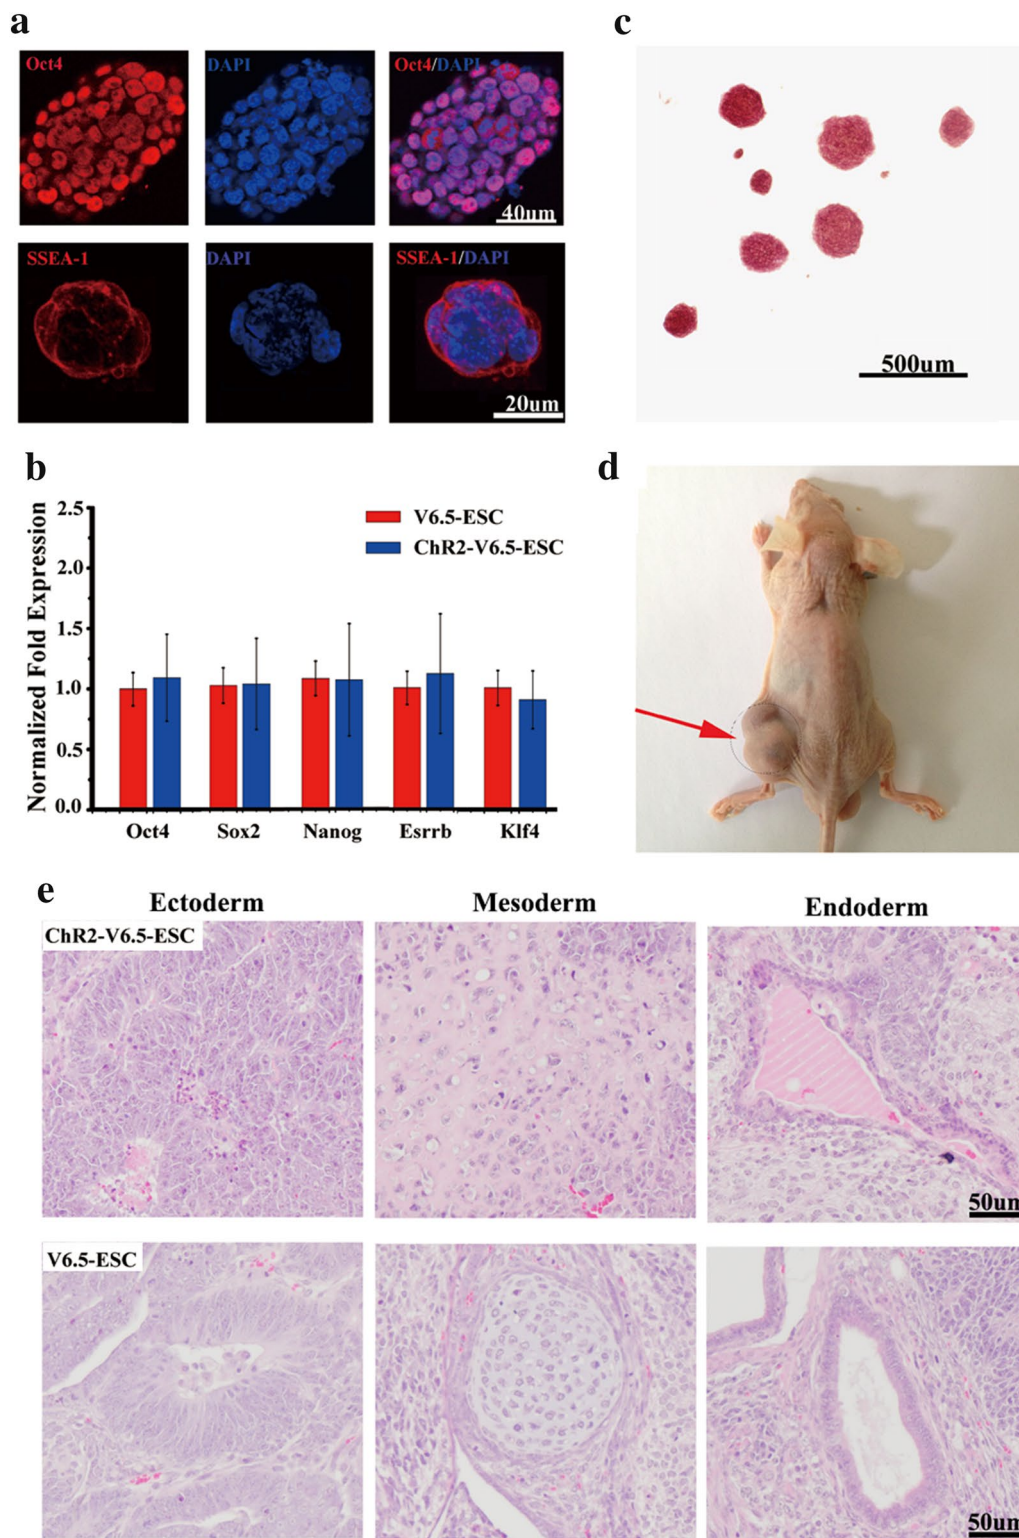 a
Oct4
DAPI
Oct4/DAPI
40um
SSEA-1
DAPI
SSEA-1/DAPI
20um
c
500um
b
Normalized Fold Expression
2.5
2.0
1.5
1.0
0.5
0.0
V6.5-ESC
ChR2-V6.5-ESC
Oct4 Sox2 Nanog Esrrb Klf4
d
e
Ectoderm Mesoderm Endoderm
ChR2-V6.5-ESC
50um
V6.5-ESC
50um